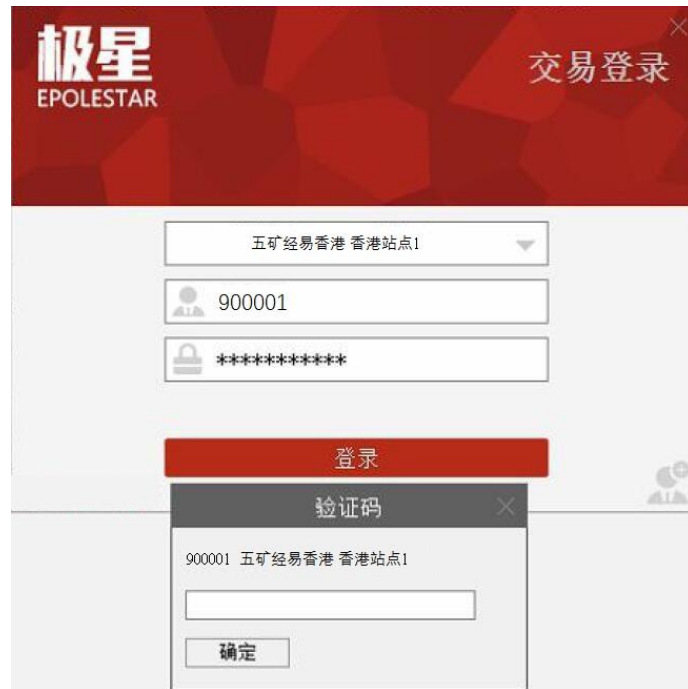 极星
EPOLESTAR
交易登录
五矿经易香港 香港站点1
900001
***********
登录
验证码
900001 五矿经易香港 香港站点1
确定